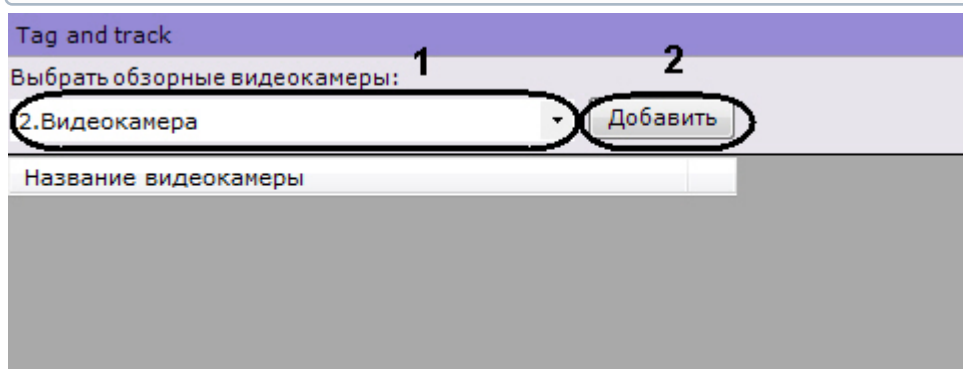 Tag and track
1
2
Выбрать обзорные видеокамеры:
2.Видеокамера
Добавить
Название видеокамеры